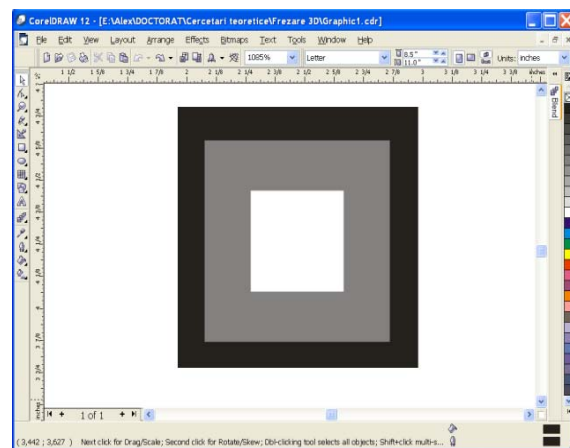 CorelDRAW 12 - [E:\Alex\DOCTORAT\Cercetari teoretice\Frezare 3D\Graphic1.cdr]
File Edit View Layout Arrange Effects Bitmaps Text Tools Window Help
1085% Letter 8.5" 11.0" Units: inches
1 1/2 1 5/8 1 3/4 1 7/8 2 2 1/8 2 1/4 2 3/8 2 1/2 2 5/8 2 3/4 2 7/8 3 3 1/8 3 1/4 3 3/8 3 1/2 inches
Blend
1 of 1
(3,442 ; 3,627 ) Next click for Drag/Scale; Second click for Rotate/Skew; Dbl-clicking tool selects all objects; Shift+click multi-s...